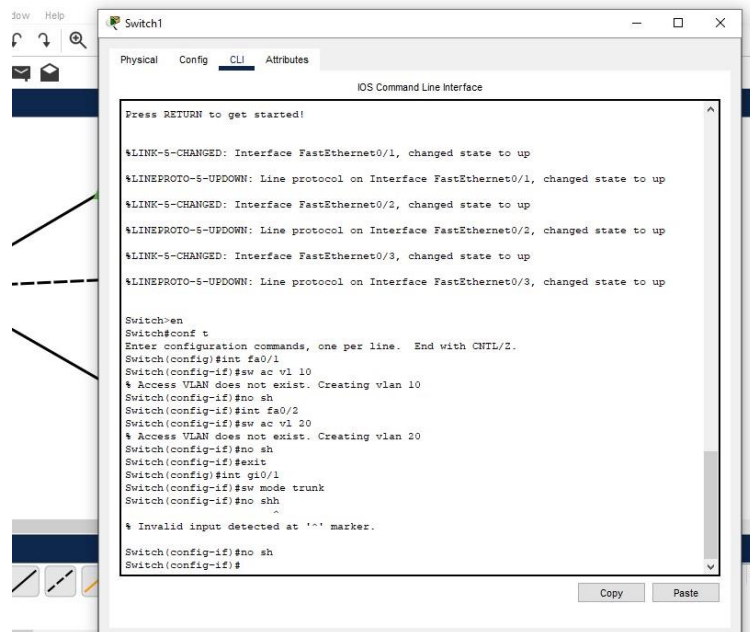 dow Help
Switch1
Physical Config CLI Attributes
IOS Command Line Interface
Press RETURN to get started!
%LINK-5-CHANGED: Interface FastEthernet0/1, changed state to up
%LINEPROTO-5-UPDOWN: Line protocol on Interface FastEthernet0/1, changed state to up
%LINK-5-CHANGED: Interface FastEthernet0/2, changed state to up
%LINEPROTO-5-UPDOWN: Line protocol on Interface FastEthernet0/2, changed state to up
%LINK-5-CHANGED: Interface FastEthernet0/3, changed state to up
%LINEPROTO-5-UPDOWN: Line protocol on Interface FastEthernet0/3, changed state to up
Switch>en
Switch#conf t
Enter configuration commands, one per line. End with CNTL/Z.
Switch(config)#int fa0/1
Switch(config-if)#sw ac vl 10
% Access VLAN does not exist. Creating vlan 10
Switch(config-if)#no sh
Switch(config-if)#int fa0/2
Switch(config-if)#sw ac vl 20
% Access VLAN does not exist. Creating vlan 20
Switch(config-if)#no sh
Switch(config-if)#exit
Switch(config)#int gi0/1
Switch(config-if)#sw mode trunk
Switch(config-if)#no shh
^
% Invalid input detected at '^' marker.
Switch(config-if)#no sh
Switch(config-if)#
Copy Paste